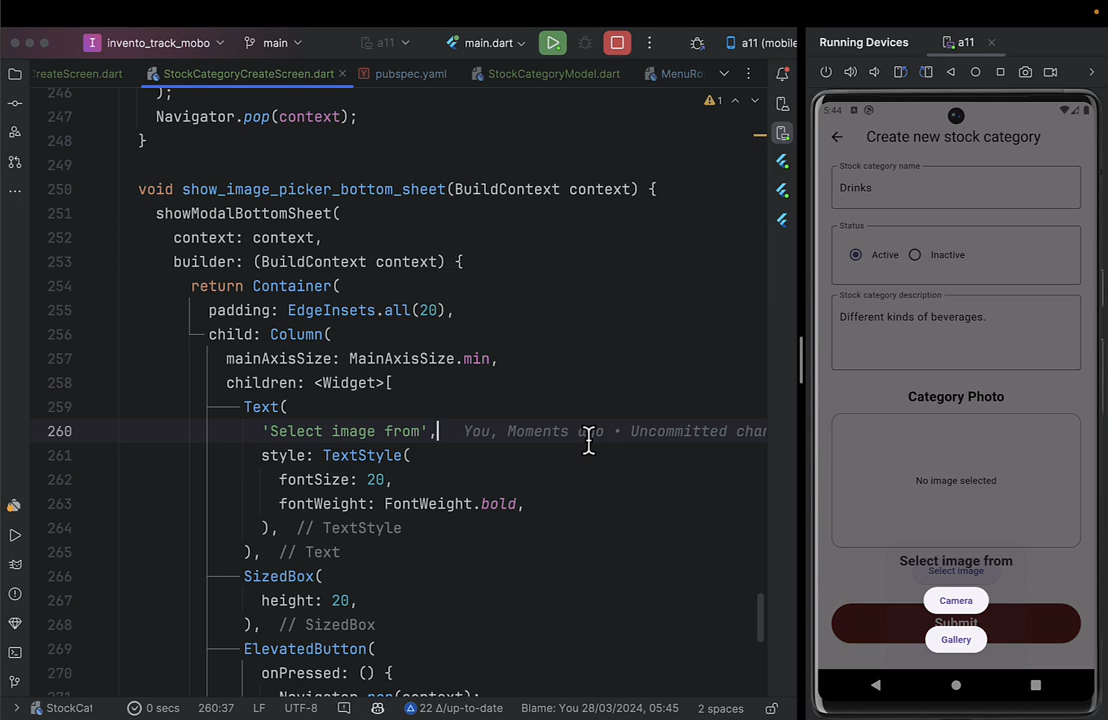 invento_track_mobo
main
a11
main.dart
a11 (mobile
Running Devices
a11
CreateScreen.dart
StockCategoryCreateScreen.dart
pubspec.yaml
StockCategoryModel.dart
MenuRo
1
246 );
247 Navigator.pop(context);
248 }
249
250 void show_image_picker_bottom_sheet(BuildContext context) {
251 showModalBottomSheet(
252 context: context,
253 builder: (BuildContext context) {
254 return Container(
255 padding: EdgeInsets.all(20),
256 child: Column(
257 mainAxisSize: MainAxisSize.min,
258 children: <Widget>[
259 Text(
260 'Select image from', You, Moments ago • Uncommitted chan
261 style: TextStyle(
262 fontSize: 20,
263 fontWeight: FontWeight.bold,
264 ), // TextStyle
265 ), // Text
266 SizedBox(
267 height: 20,
268 ), // SizedBox
269 ElevatedButton(
270 onPressed: () {
271 Navigator.pop(context);
StockCat
0 secs
260:37
LF
UTF-8
22 Δ/up-to-date
Blame: You 28/03/2024, 05:45
2 spaces
5:44
Create new stock category
Stock category name
Drinks
Status
Active
Inactive
Stock category description
Different kinds of beverages.
Category Photo
No image selected
Select image from
Select Image
Camera
Submit
Gallery